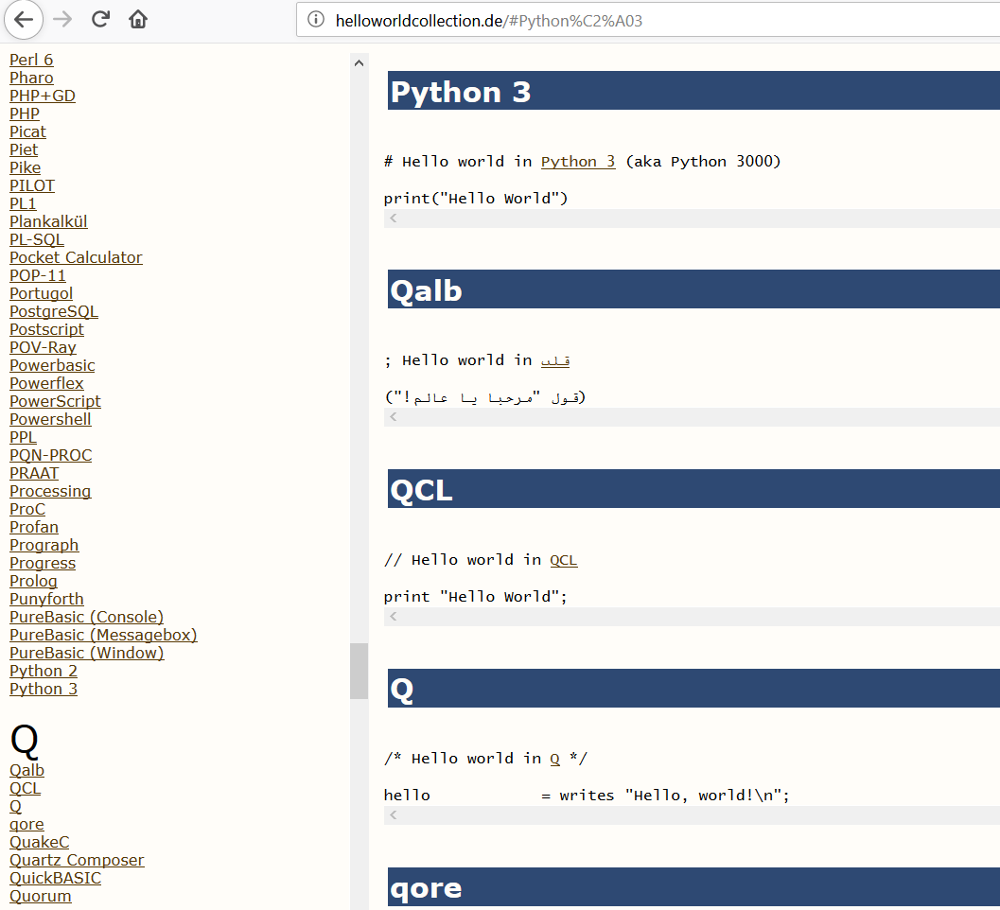 helloworldcollection.de/#Python%C2%A03
Perl 6
Pharo
PHP+GD
PHP
Picat
Piet
Pike
PILOT
PL1
Plankalkül
PL-SQL
Pocket Calculator
POP-11
Portugol
PostgreSQL
Postscript
POV-Ray
Powerbasic
Powerflex
PowerScript
Powershell
PPL
PQN-PROC
PRAAT
Processing
ProC
Profan
Prograph
Progress
Prolog
Punyforth
PureBasic (Console)
PureBasic (Messagebox)
PureBasic (Window)
Python 2
Python 3
Q
Qalb
QCL
Q
qore
QuakeC
Quartz Composer
QuickBASIC
Quorum
Python 3
# Hello world in Python 3 (aka Python 3000)
print("Hello World")
Qalb
; Hello world in قلب
(قول "مرحبا يا عالم!")
QCL
// Hello world in QCL
print "Hello World";
Q
/* Hello world in Q */
hello            = writes "Hello, world!\n";
qore